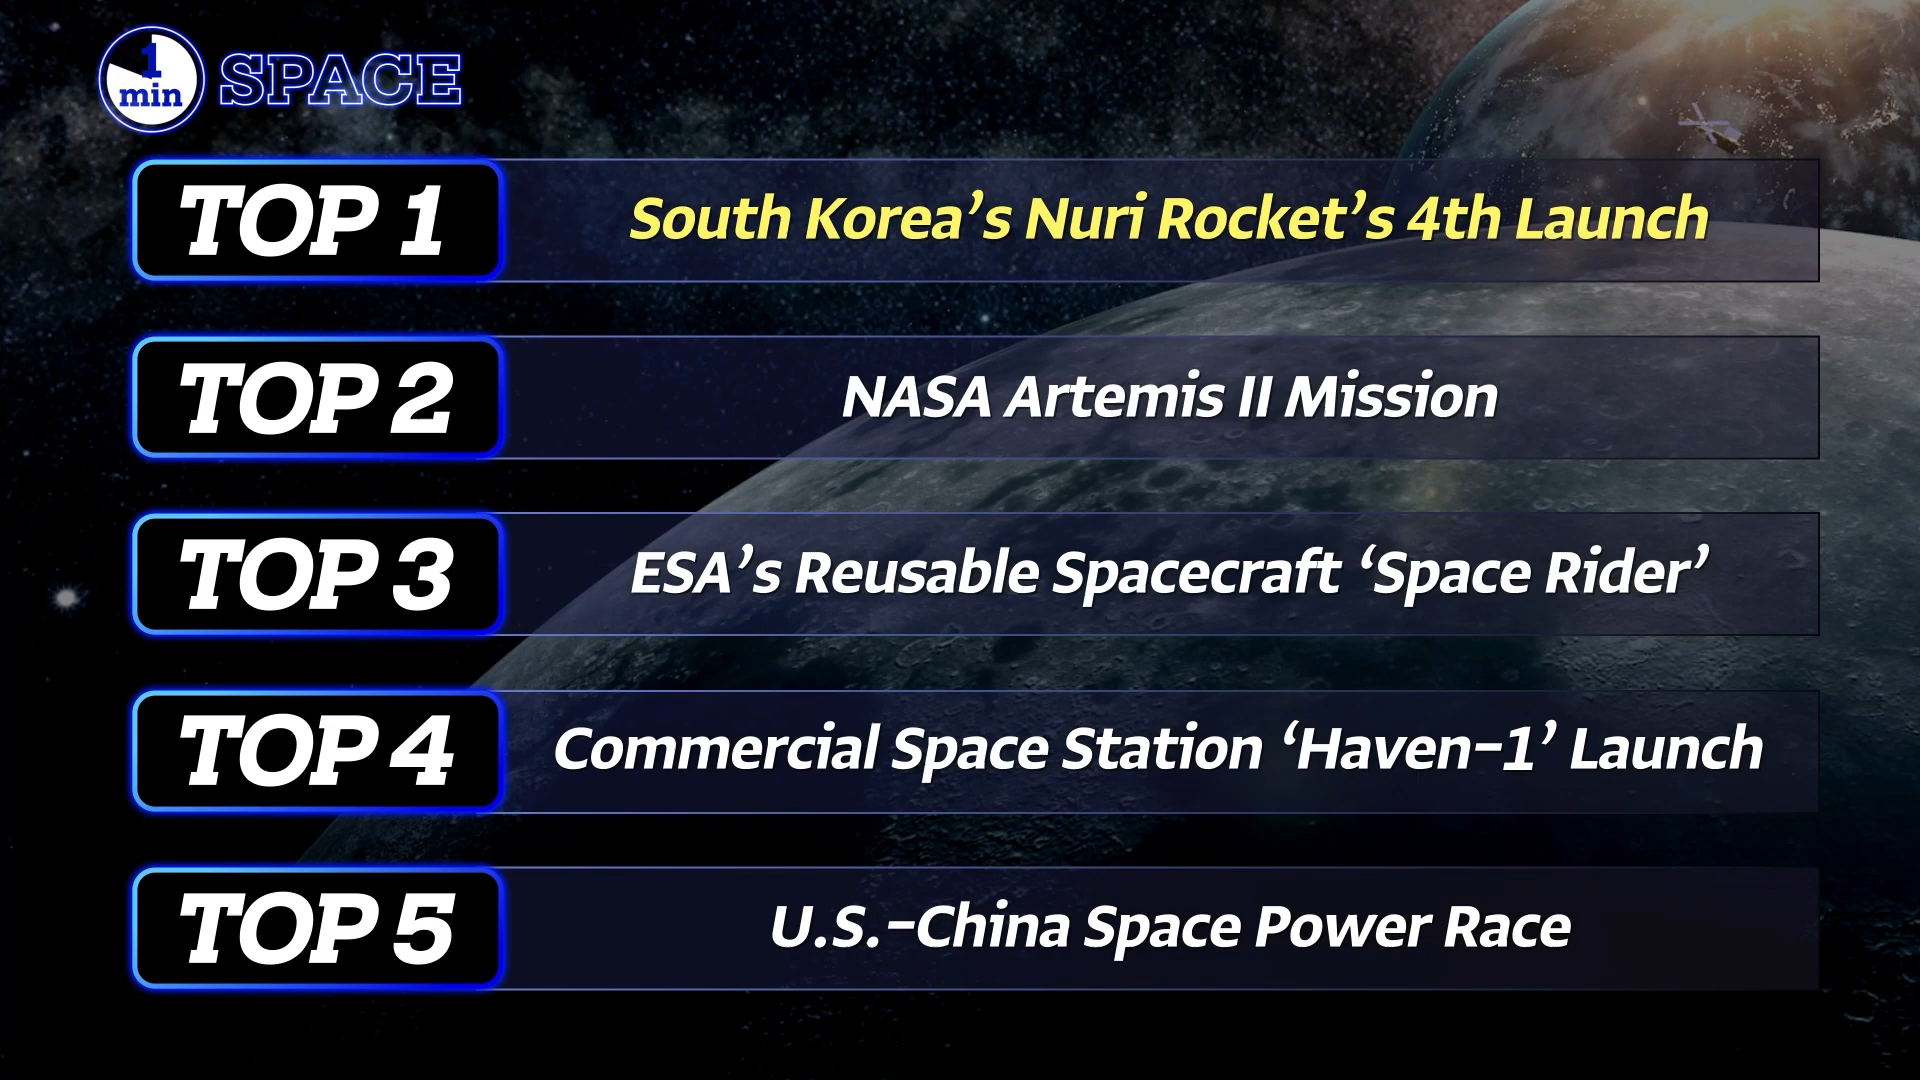 1
min
SPACE
TOP 1
South Korea’s Nuri Rocket’s 4th Launch
TOP 2
NASA Artemis II Mission
TOP 3
ESA’s Reusable Spacecraft ‘Space Rider’
TOP 4
Commercial Space Station ‘Haven-1’ Launch
TOP 5
U.S.-China Space Power Race